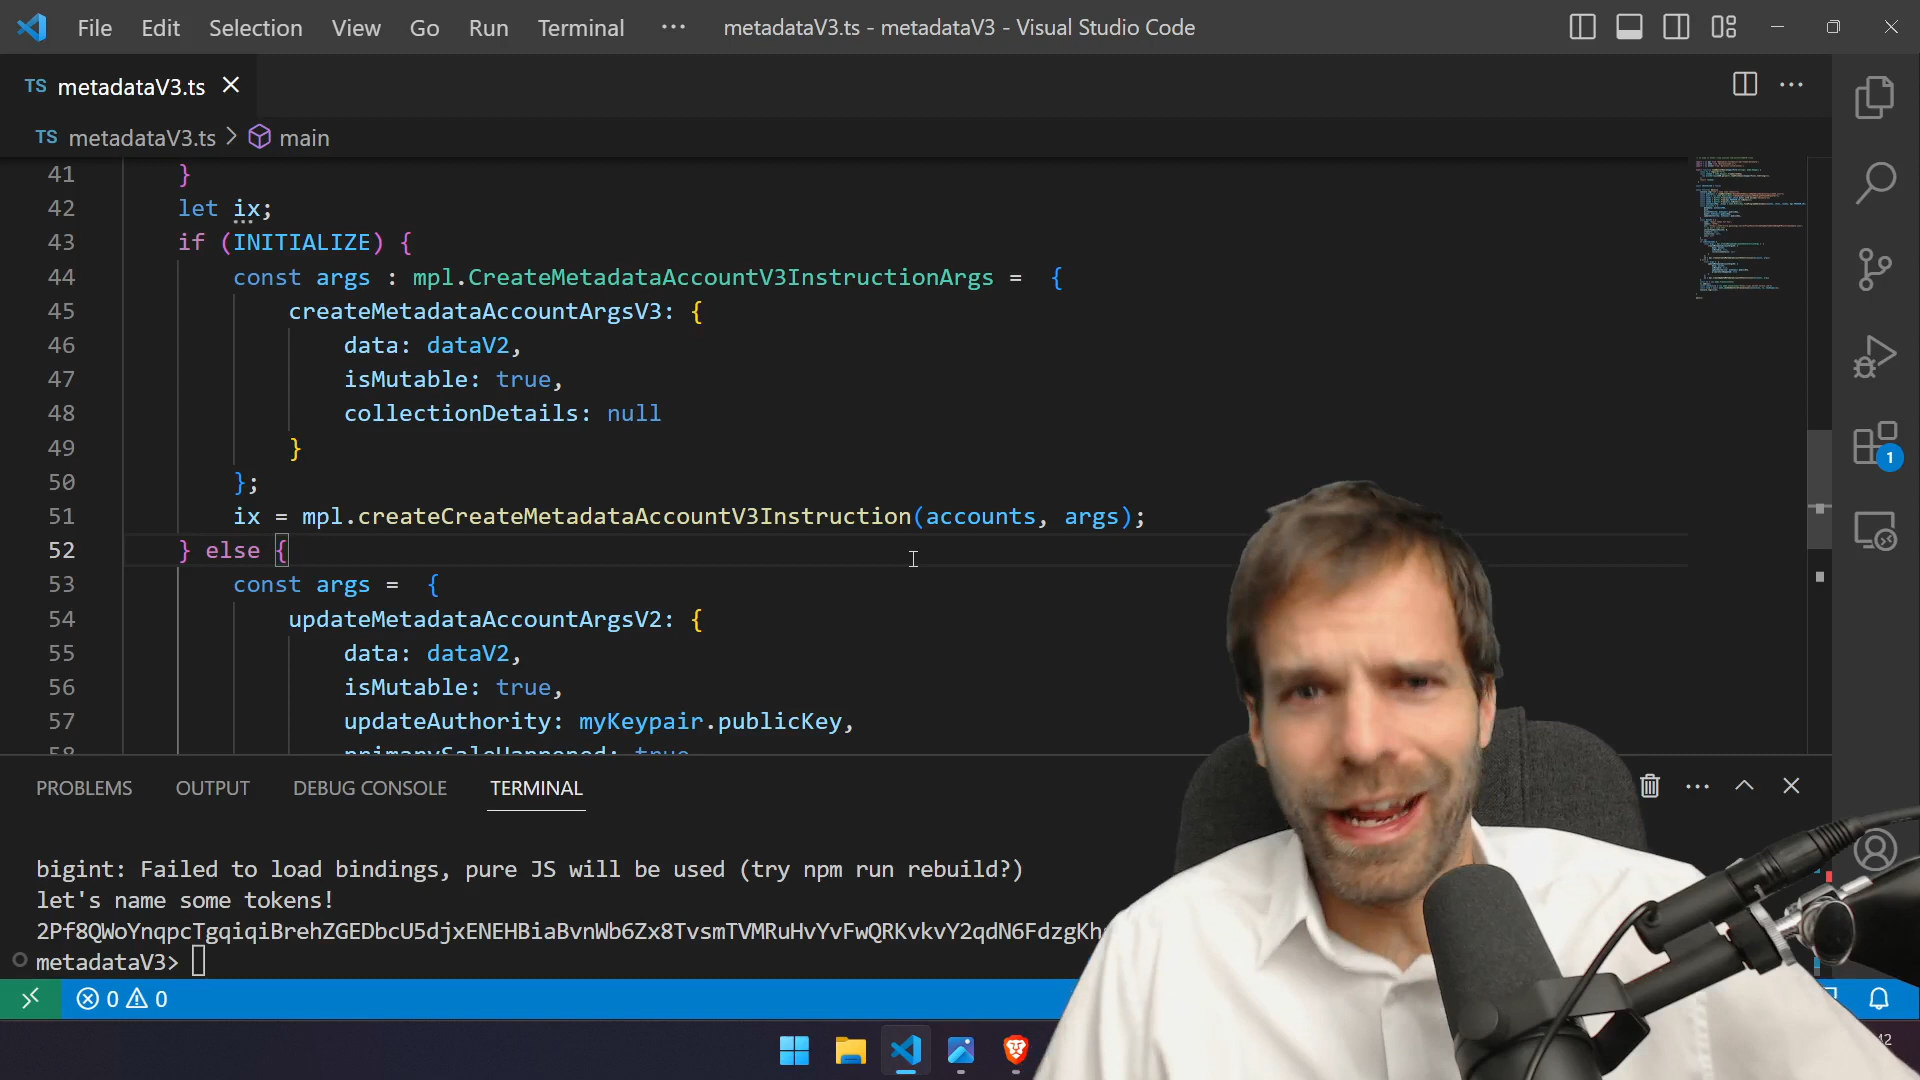 File Edit Selection View Go Run Terminal ··· metadataV3.ts - metadataV3 - Visual Studio Code
TS metadataV3.ts
TS metadataV3.ts > main
41 }
42 let ix;
43 if (INITIALIZE) {
44 const args : mpl.CreateMetadataAccountV3InstructionArgs = {
45 createMetadataAccountArgsV3: {
46 data: dataV2,
47 isMutable: true,
48 collectionDetails: null
49 }
50 };
51 ix = mpl.createCreateMetadataAccountV3Instruction(accounts, args);
52 } else {
53 const args = {
54 updateMetadataAccountArgsV2: {
55 data: dataV2,
56 isMutable: true,
57 updateAuthority: myKeypair.publicKey,
58 primarySaleHappened: true
1
PROBLEMS OUTPUT DEBUG CONSOLE TERMINAL
bigint: Failed to load bindings, pure JS will be used (try npm run rebuild?)
let's name some tokens!
2Pf8QWoYnqpcTgqiqiBrehZGEDbcU5djxENEHBiaBvnWb6Zx8TvsmTVMRuHvYvFwQRKvkvY2qdN6FdzgKh
metadataV3>
0 0